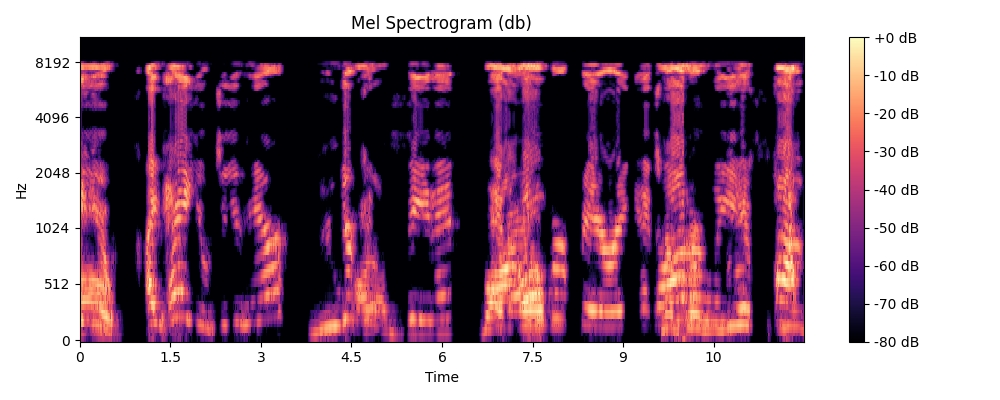 Mel Spectrogram (db)
Hz
8192
4096
2048
1024
512
0
0 1.5 3 4.5 6 7.5 9 10
Time
+0 dB
-10 dB
-20 dB
-30 dB
-40 dB
-50 dB
-60 dB
-70 dB
-80 dB